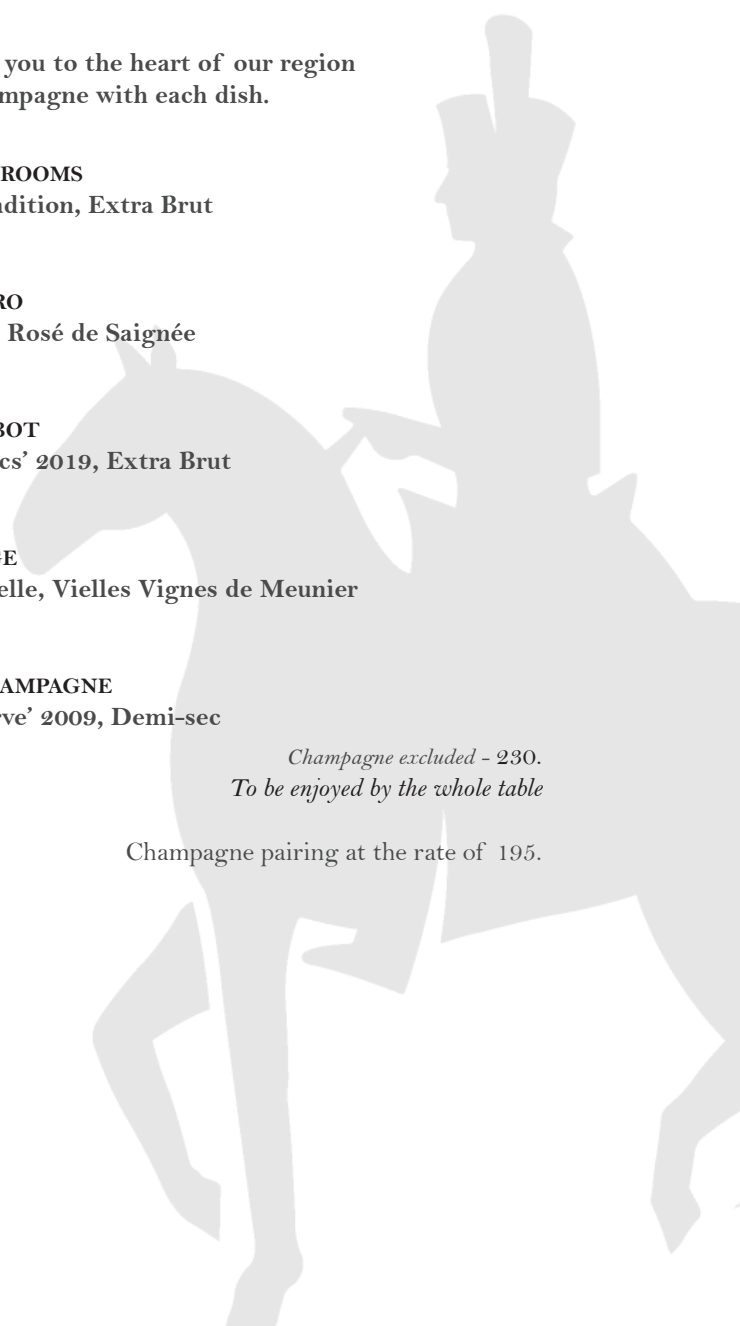 you to the heart of our region
mpagne with each dish.
ROOMS
dition, Extra Brut
RO
Rosé de Saignée
BOT
cs’ 2019, Extra Brut
GE
elle, Vielles Vignes de Meunier
AMPAGNE
ve’ 2009, Demi-sec
Champagne excluded - 230.
To be enjoyed by the whole table
Champagne pairing at the rate of 195.